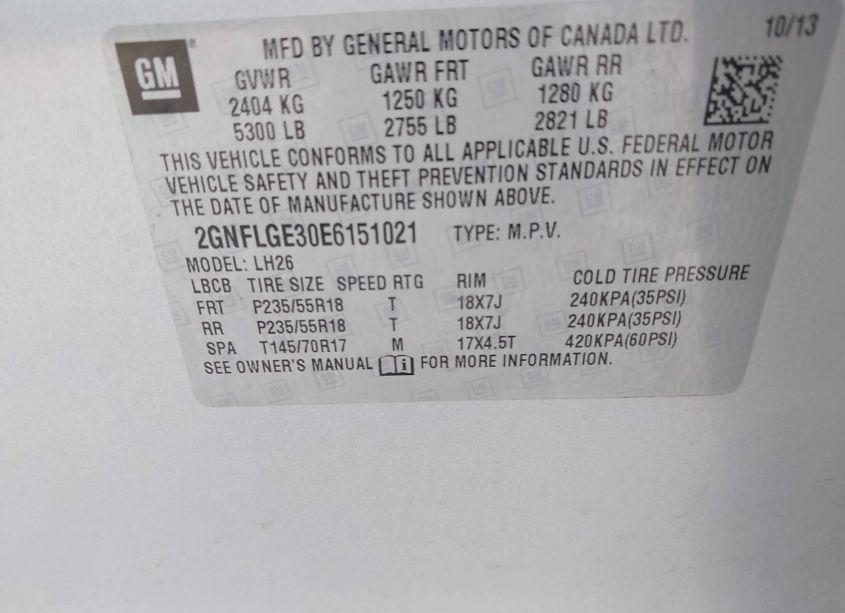 GM
MFD BY GENERAL MOTORS OF CANADA LTD. 10/13
GVWR GAWR FRT GAWR RR
2404 KG 1250 KG 1280 KG
5300 LB 2755 LB 2821 LB
THIS VEHICLE CONFORMS TO ALL APPLICABLE U.S. FEDERAL MOTOR
VEHICLE SAFETY AND THEFT PREVENTION STANDARDS IN EFFECT ON
THE DATE OF MANUFACTURE SHOWN ABOVE.
2GNFLGE30E6151021 TYPE: M.P.V.
MODEL: LH26
LBCB TIRE SIZE SPEED RTG RIM COLD TIRE PRESSURE
FRT P235/55R18 T 18X7J 240KPA(35PSI)
RR P235/55R18 T 18X7J 240KPA(35PSI)
SPA T145/70R17 M 17X4.5T 420KPA(60PSI)
SEE OWNER'S MANUAL i FOR MORE INFORMATION.